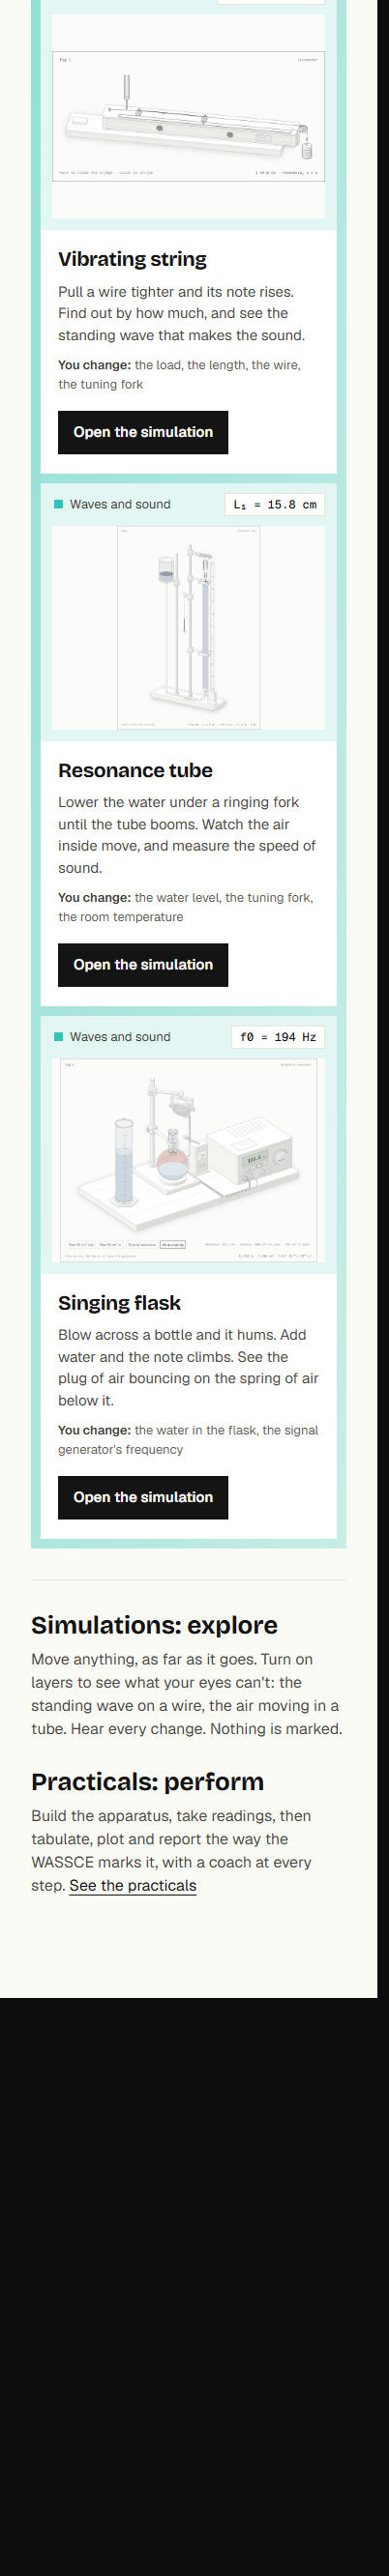 Fig 1
Sonometer
Vibrating string
Pull a wire tighter and its note rises.
Find out by how much, and see the
standing wave that makes the sound.
You change: the load, the length, the wire,
the tuning fork
Open the simulation
Waves and sound
L₁ = 15.8 cm
Resonance tube
Lower the water under a ringing fork
until the tube booms. Watch the air
inside move, and measure the speed of
sound.
You change: the water level, the tuning fork,
the room temperature
Open the simulation
Waves and sound
f0 = 194 Hz
Fig 1
Singing flask
Blow across a bottle and it hums. Add
water and the note climbs. See the
plug of air bouncing on the spring of air
below it.
You change: the water in the flask, the signal
generator's frequency
Open the simulation
Simulations: explore
Move anything, as far as it goes. Turn on
layers to see what your eyes can't: the
standing wave on a wire, the air moving in a
tube. Hear every change. Nothing is marked.
Practicals: perform
Build the apparatus, take readings, then
tabulate, plot and report the way the
WASSCE marks it, with a coach at every
step. See the practicals